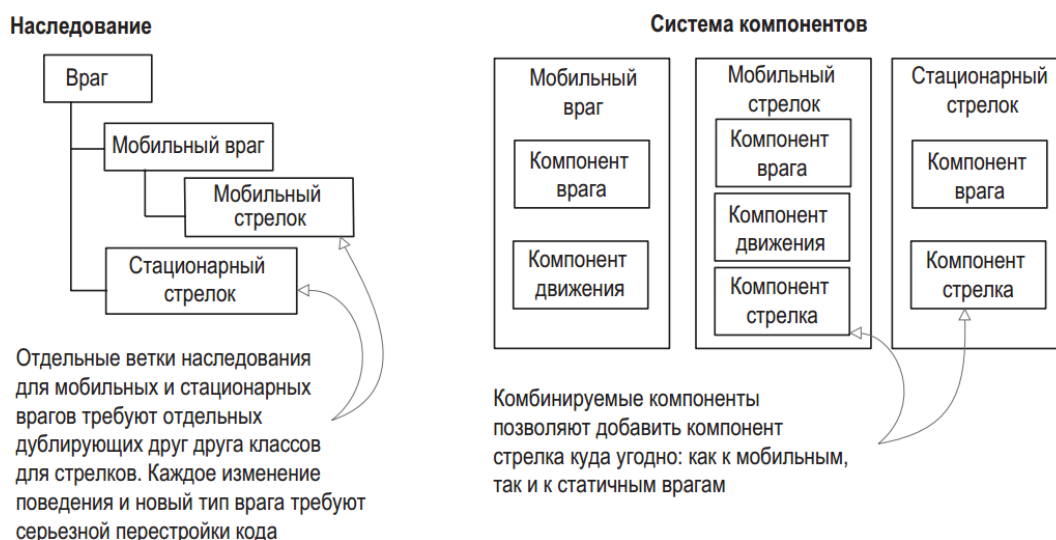 Наследование
Враг
Мобильный враг
Мобильный
стрелок
Стационарный
стрелок
Отдельные ветки наследования
для мобильных и стационарных
врагов требуют отдельных
дублирующих друг друга классов
для стрелков. Каждое изменение
поведения и новый тип врага требуют
серьезной перестройки кода
Система компонентов
Мобильный
враг
Компонент
врага
Компонент
движения
Мобильный
стрелок
Компонент
врага
Компонент
движения
Компонент
стрелка
Стационарный
стрелок
Компонент
врага
Компонент
стрелка
Комбинируемые компоненты
позволяют добавить компонент
стрелка куда угодно: как к мобильным,
так и к статичным врагам